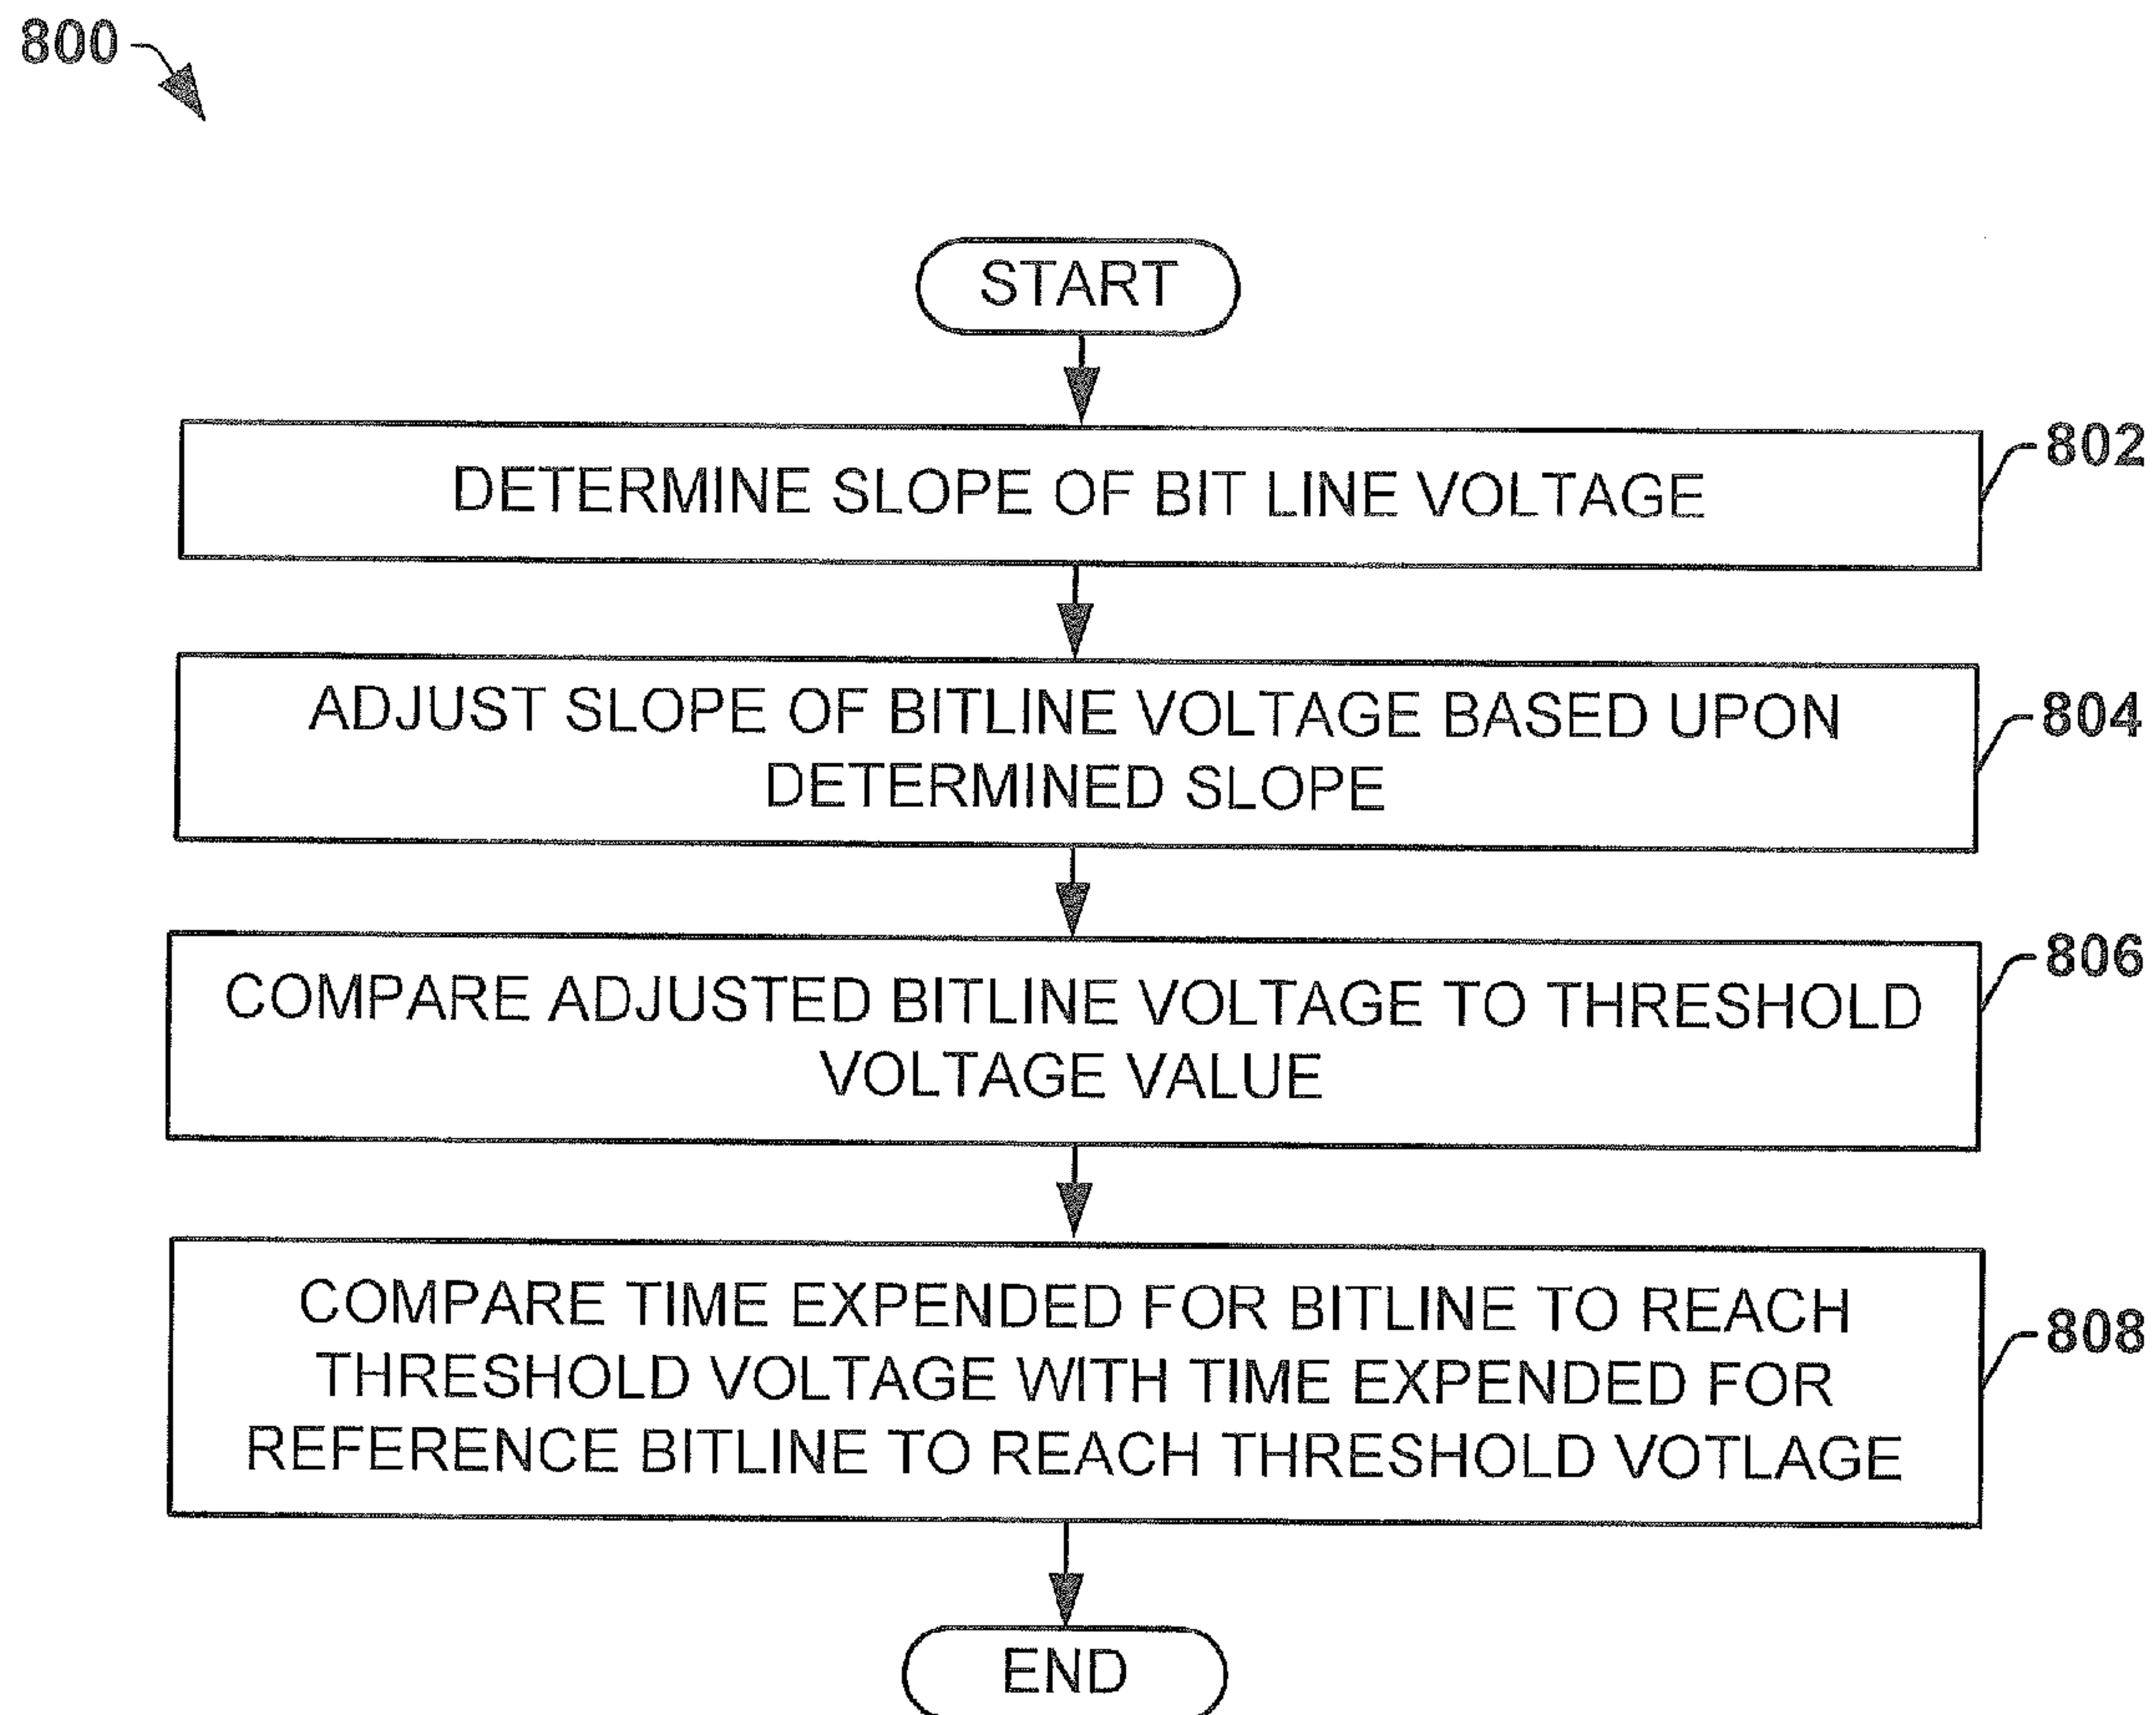 800
START
DETERMINE SLOPE OF BIT LINE VOLTAGE
802
ADJUST SLOPE OF BITLINE VOLTAGE BASED UPON
DETERMINED SLOPE
804
COMPARE ADJUSTED BITLINE VOLTAGE TO THRESHOLD
VOLTAGE VALUE
806
COMPARE TIME EXPENDED FOR BITLINE TO REACH
THRESHOLD VOLTAGE WITH TIME EXPENDED FOR
REFERENCE BITLINE TO REACH THRESHOLD VOTLAGE
808
END